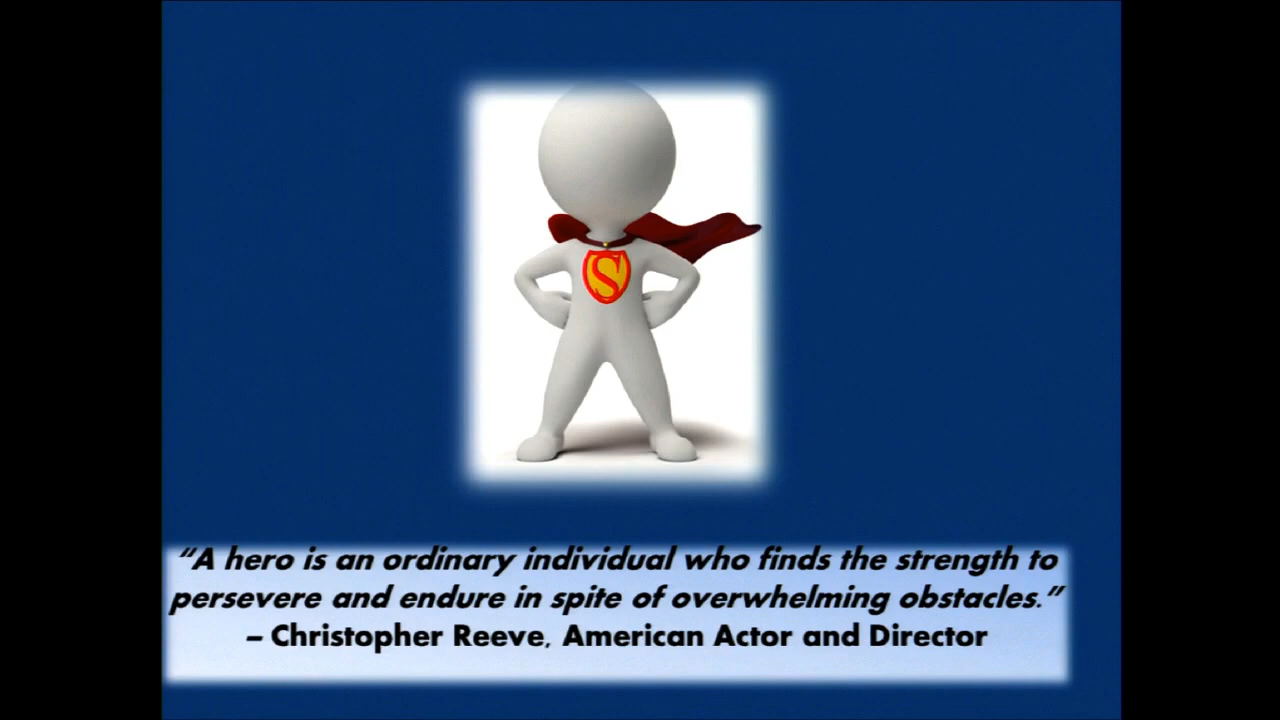 S
“A hero is an ordinary individual who finds the strength to
persevere and endure in spite of overwhelming obstacles.”
– Christopher Reeve, American Actor and Director